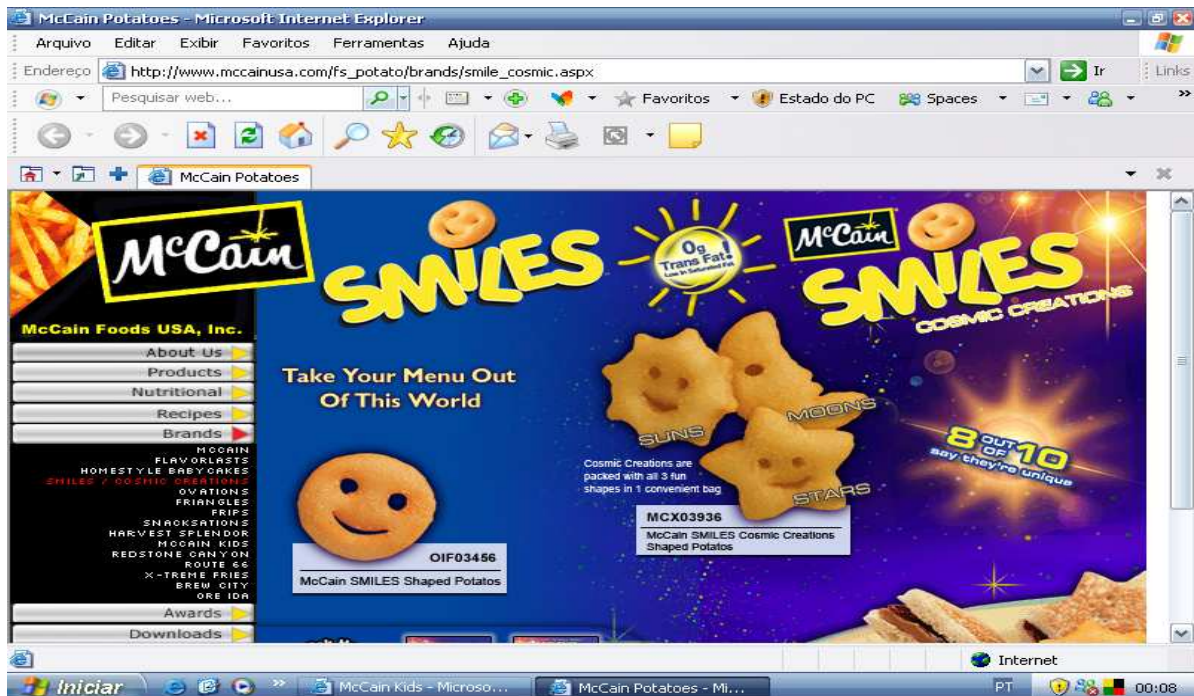 McCain Potatoes - Microsoft Internet Explorer
Arquivo Editar Exibir Favoritos Ferramentas Ajuda
Endereço http://www.mccainusa.com/fs_potato/brands/smile_cosmic.aspx Ir Links
Pesquisar web... Favoritos Estado do PC Spaces
McCain Potatoes
McCain
McCain Foods USA, Inc.
About Us
Products
Nutritional
Recipes
Brands
MCCAIN
FLAVORLASTS
HOMESTYLE BABYCAKES
SMILES / COSMIC CREATIONS
OVATIONS
FRIANGLES
FRIPS
SNACKSATIONS
HARVEST SPLENDOR
MCCAIN KIDS
REDSTONE CANYON
ROUTE 66
X-TREME FRIES
BREW CITY
ORE IDA
Awards
Downloads
SMILES
0g
Trans Fat!
Low in Saturated Fat
McCain
SMILES
COSMIC CREATIONS
Take Your Menu Out
Of This World
SUNS
MOONS
STARS
8 OUT OF 10
say they're unique
Cosmic Creations are
packed with all 3 fun
shapes in 1 convenient bag
MCX03936
McCain SMILES Cosmic Creations
Shaped Potatos
OIF03456
McCain SMILES Shaped Potatos
Internet
Iniciar McCain Kids - Microso... McCain Potatoes - Mi... PT 00:08